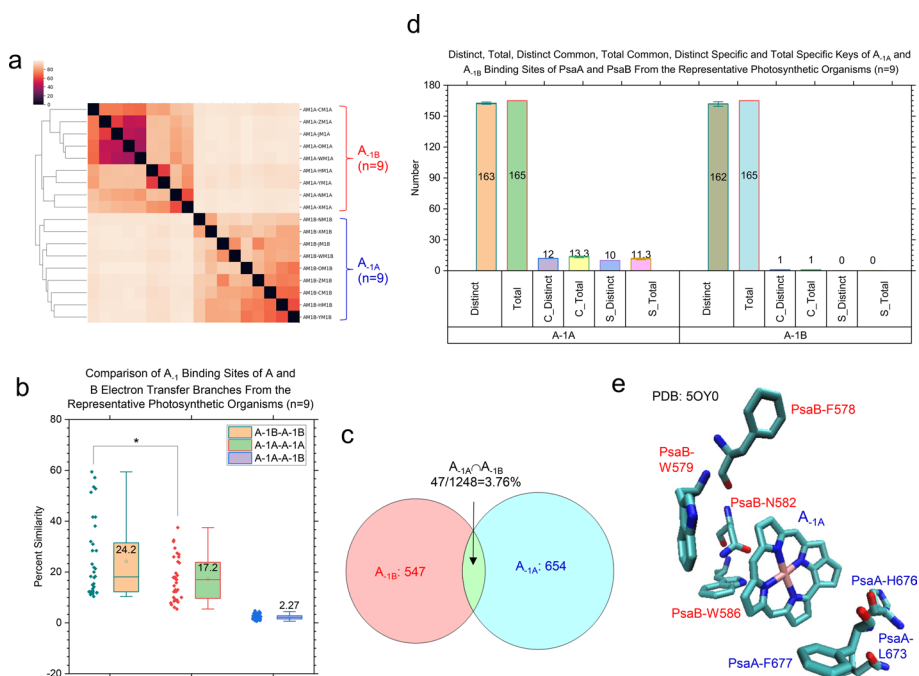 a
80
60
40
20
0
AM1A-CM1A
AM1A-ZM1A
AM1A-JM1A
AM1A-OM1A
AM1A-WM1A
AM1A-HM1A
AM1A-YM1A
AM1A-NM1A
AM1A-XM1A
AM1B-NM1B
AM1B-XM1B
AM1B-JM1B
AM1B-WM1B
AM1B-OM1B
AM1B-ZM1B
AM1B-CM1B
AM1B-HM1B
AM1B-YM1B
A-1B
(n=9)
A-1A
(n=9)
d
Distinct, Total, Distinct Common, Total Common, Distinct Specific and Total Specific Keys of A-1A and
A-1B Binding Sites of PsaA and PsaB From the Representative Photosynthetic Organisms (n=9)
Number
180
150
120
90
60
30
0
163
165
12
13.3
10
11.3
162
165
1
1
0
0
Distinct
Total
C_Distinct
C_Total
S_Distinct
S_Total
Distinct
Total
C_Distinct
C_Total
S_Distinct
S_Total
A-1A
A-1B
b
Comparison of A-1 Binding Sites of A and
B Electron Transfer Branches From the
Representative Photosynthetic Organisms (n=9)
Percent Similarity
80
60
40
20
0
-20
*
24.2
17.2
2.27
A-1B-A-1B
A-1A-A-1A
A-1A-A-1B
c
A-1A∩A-1B
47/1248=3.76%
A-1B: 547
A-1A: 654
e
PDB: 5OY0
PsaB-F578
PsaB-
W579
PsaB-N582
A-1A
PsaB-W586
PsaA-H676
PsaA-
L673
PsaA-F677